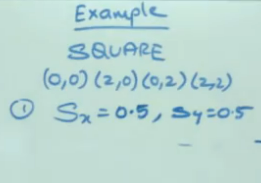 Example
SQUARE
(0,0) (2,0) (0,2) (2,2)
① Sx = 0.5, Sy = 0.5